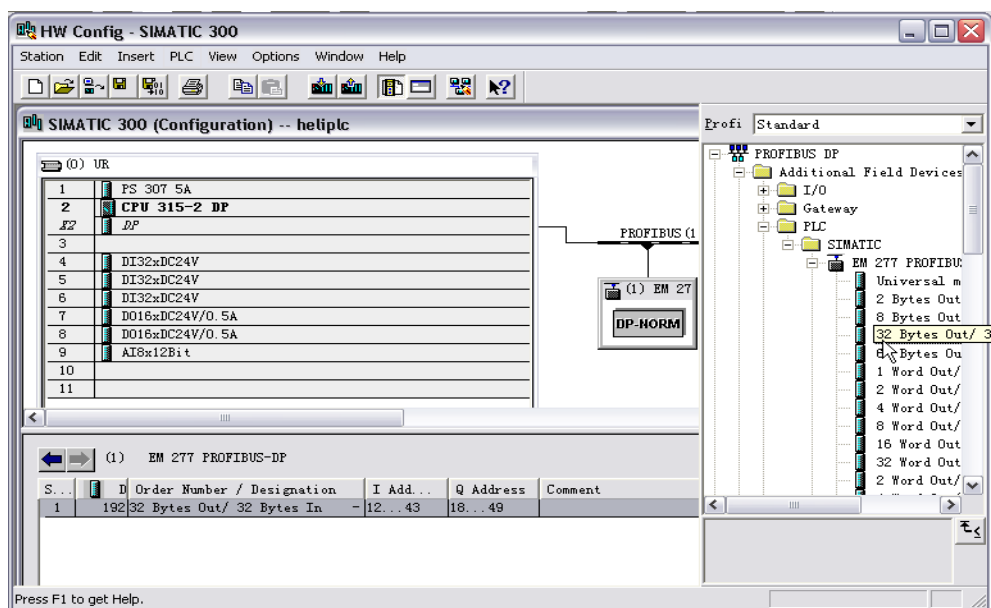 HW Config - SIMATIC 300
Station Edit Insert PLC View Options Window Help
SIMATIC 300 (Configuration) -- heliplc
(0) UR
1 PS 307 5A
2 CPU 315-2 DP
X2 DP
3
4 DI32xDC24V
5 DI32xDC24V
6 DI32xDC24V
7 DO16xDC24V/0.5A
8 DO16xDC24V/0.5A
9 AI8x12Bit
10
11
PROFIBUS (1
(1) EM 27
DP-NORM
Profi Standard
PROFIBUS DP
Additional Field Devices
I/O
Gateway
PLC
SIMATIC
EM 277 PROFIBU
Universal m
2 Bytes Out
8 Bytes Out
32 Bytes Out/ 3
Bytes Ou
1 Word Out/
2 Word Out/
4 Word Out/
8 Word Out/
16 Word Out
32 Word Out
2 Word Out/
(1) EM 277 PROFIBUS-DP
S... D Order Number / Designation I Add... Q Address Comment
1 192 32 Bytes Out/ 32 Bytes In - 12...43 18...49
Press F1 to get Help.